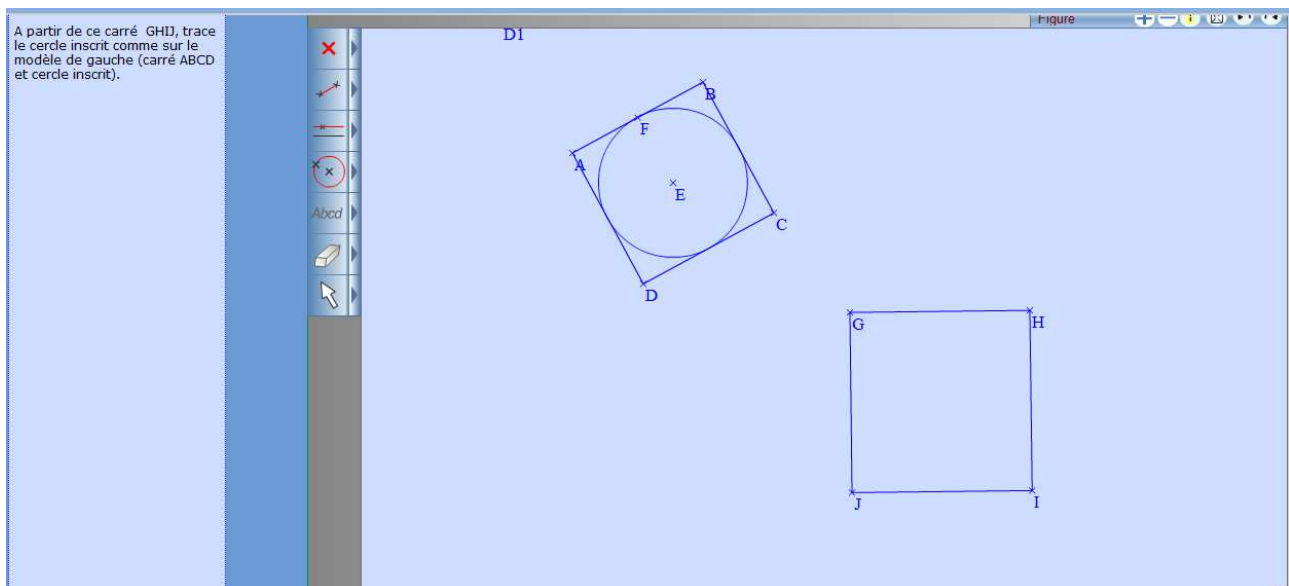 A partir de ce carré GHIJ, trace
le cercle inscrit comme sur le
modèle de gauche (carré ABCD
et cercle inscrit).
Figure
i
D1
B
F
A
E
Abcd
C
D
G
H
J
I